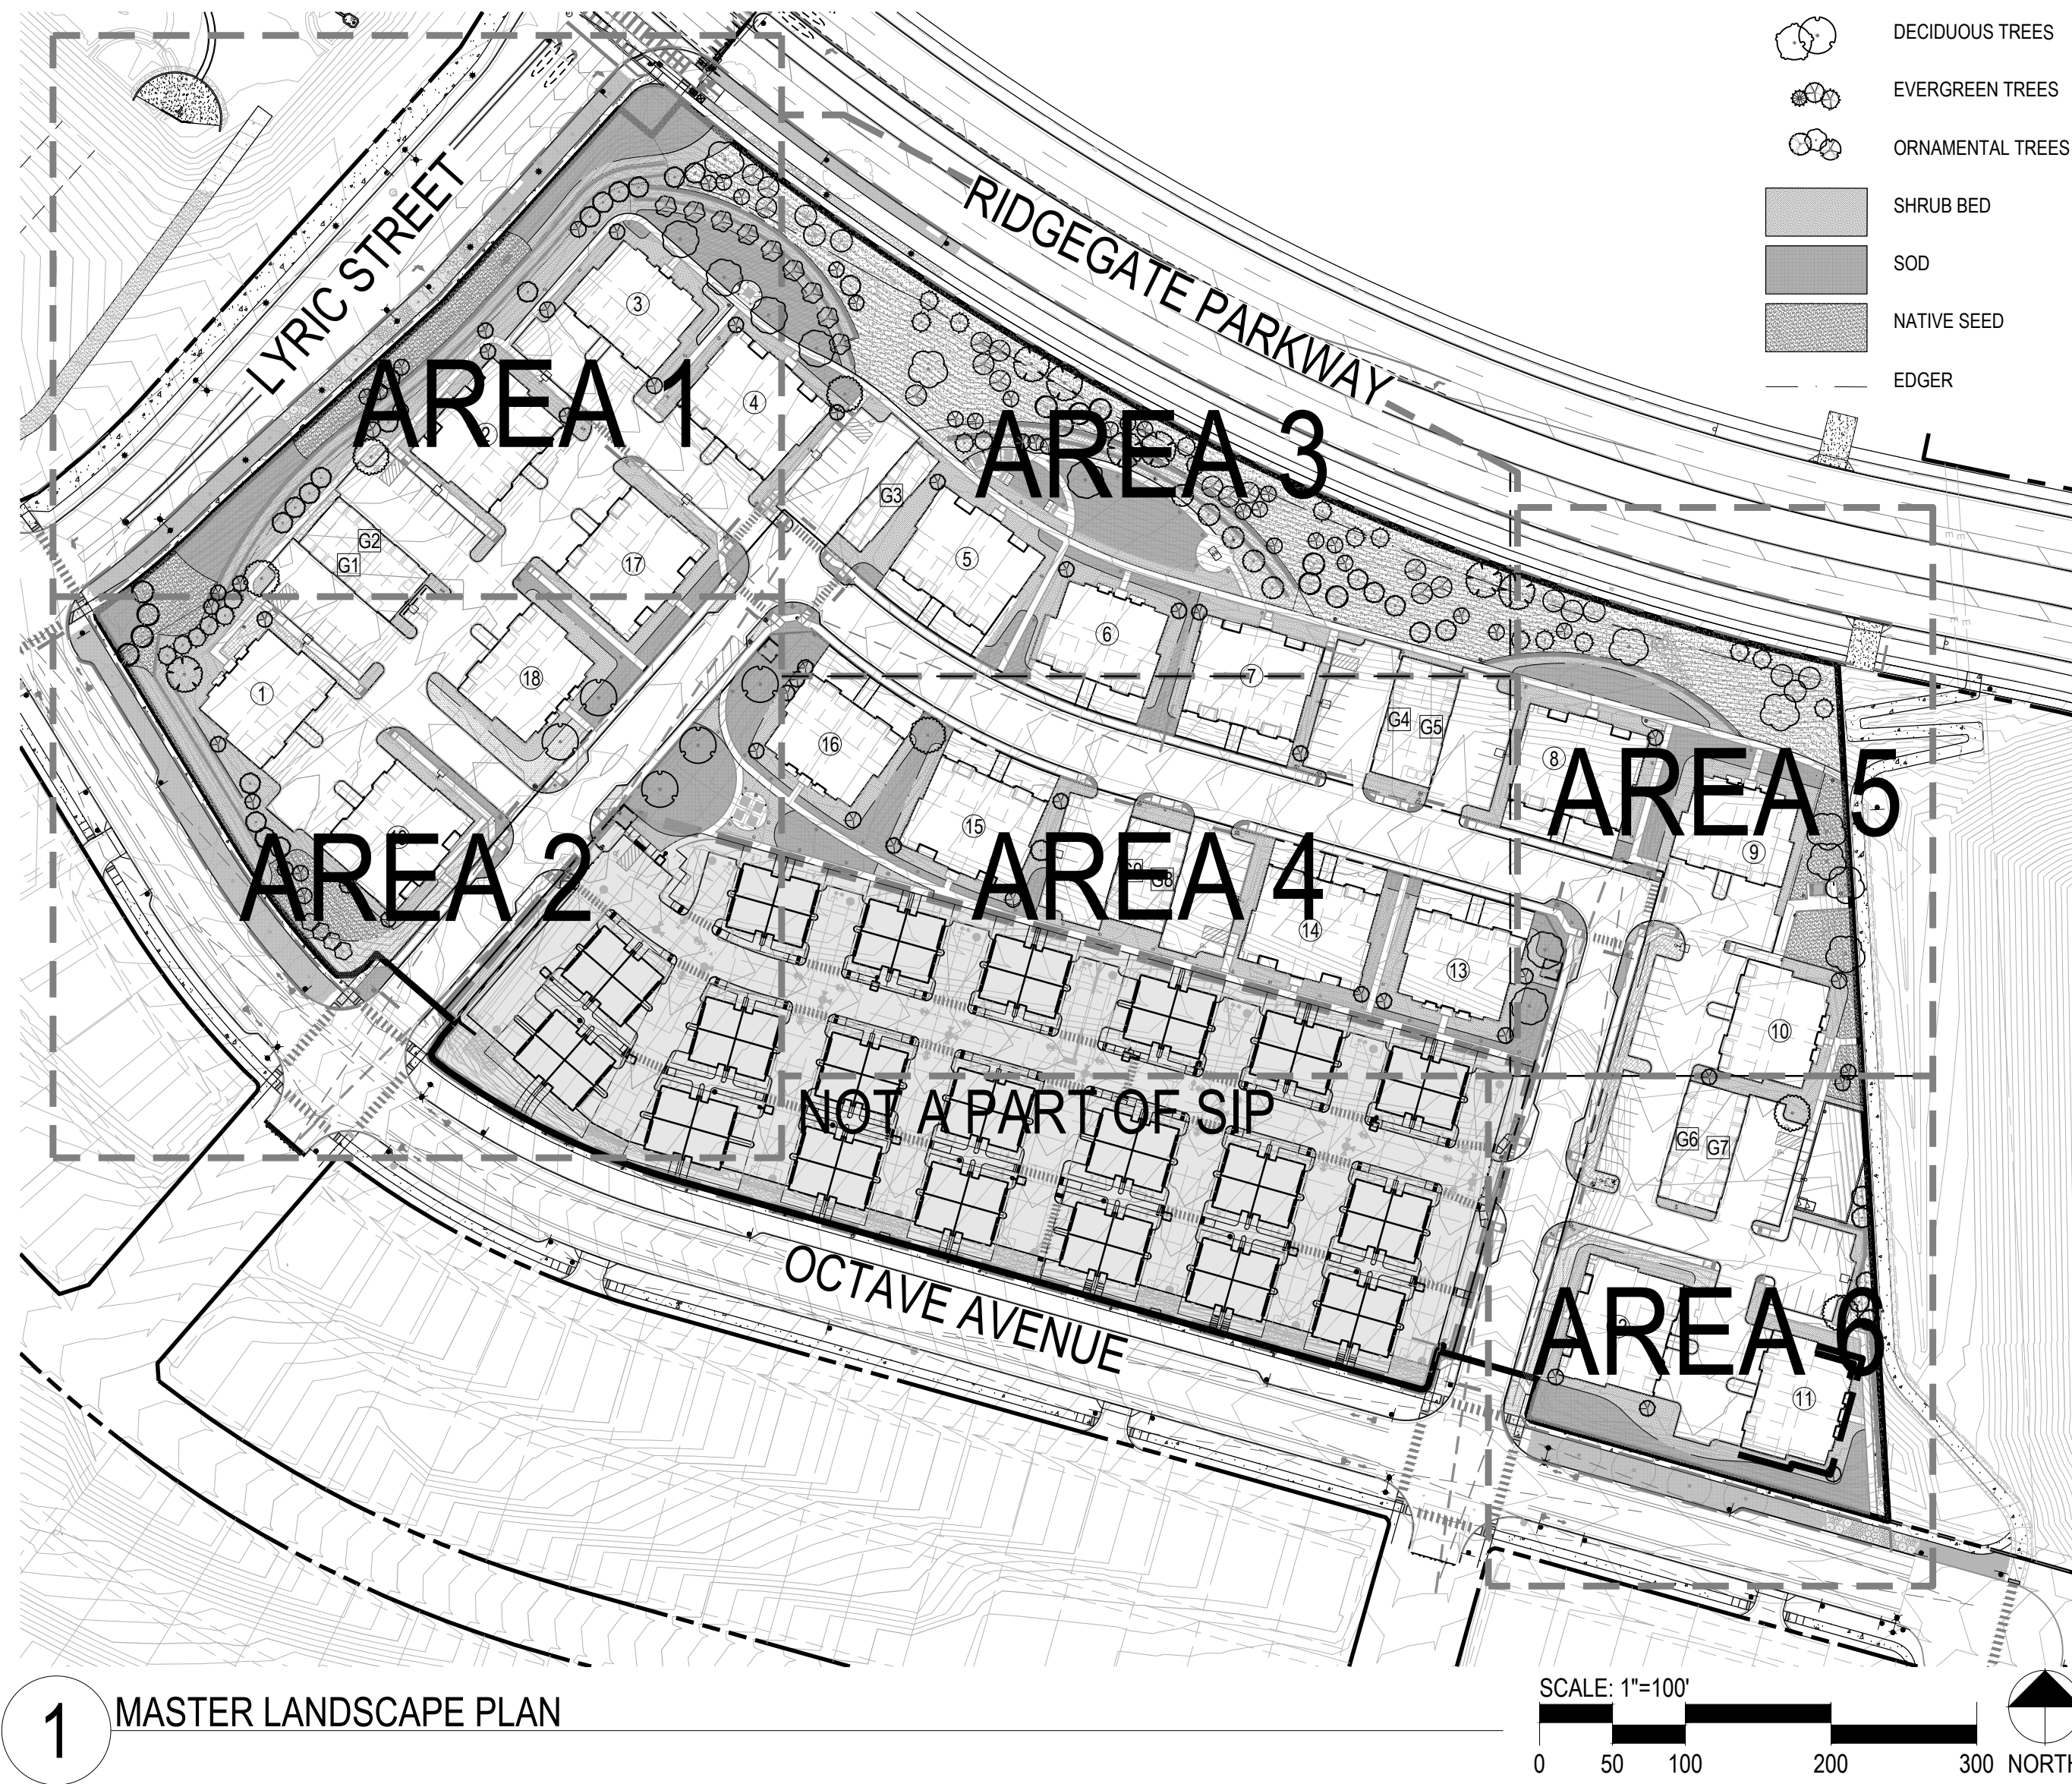 DECIDUOUS TREES
EVERGREEN TREES
ORNAMENTAL TREES
SHRUB BED
SOD
NATIVE SEED
EDGER
LYRIC STREET
RIDGEGATE PARKWAY
AREA 1
AREA 3
3
4
G3
G2
G1
17
5
6
7
18
1
16
G4
G5
8
AREA 5
15
9
AREA 2
AREA 4
G8
14
13
10
NOT A PART OF SIP
G6
G7
OCTAVE AVENUE
AREA 6
11
1
MASTER LANDSCAPE PLAN
SCALE: 1"=100'
0 50 100 200 300
NORTH